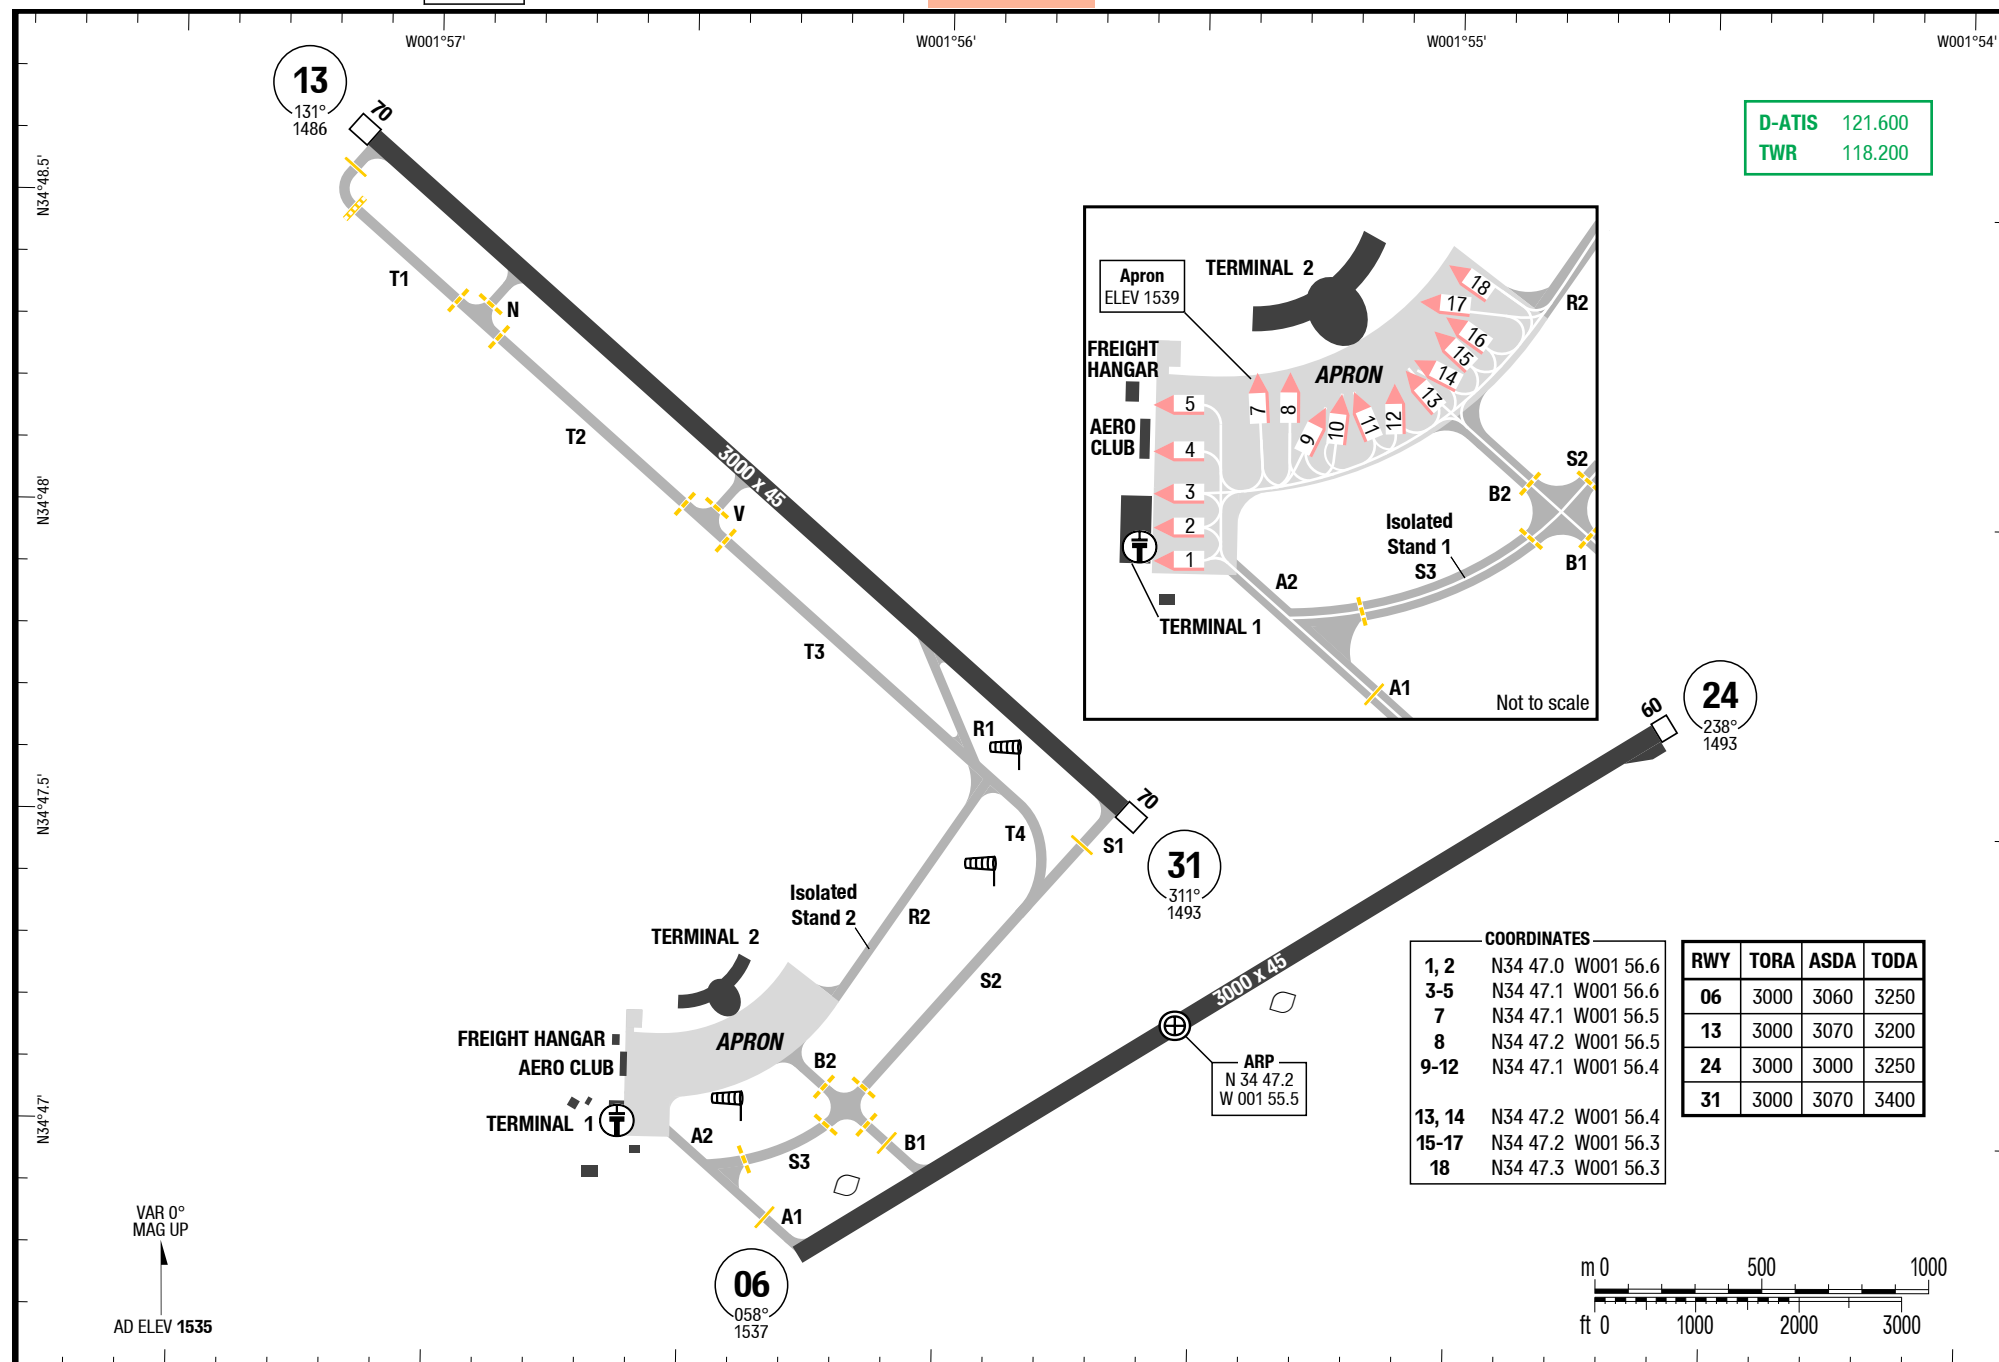 W001°57'
W001°56'
W001°55'
W001°54'
13
131°
1486
70
D-ATIS 121.600
TWR 118.200
N34°48.5'
N34°48'
N34°47.5'
N34°47'
T1
N
T2
V
3000 x 45
T3
R1
T4
70
S1
31
311°
1493
Isolated
Stand 2
R2
S2
TERMINAL 2
FREIGHT HANGAR
AERO CLUB
APRON
TERMINAL 1
B2
A2
S3
B1
A1
06
058°
1537
3000 x 45
60
24
238°
1493
ARP
N 34 47.2
W 001 55.5
Apron
ELEV 1539
TERMINAL 2
FREIGHT
HANGAR
AERO
CLUB
APRON
18
17
16
15
14
13
12
11
10
9
8
7
5
4
3
2
1
R2
S2
B2
B1
Isolated
Stand 1
S3
A2
TERMINAL 1
A1
Not to scale
COORDINATES
1, 2 N34 47.0 W001 56.6
3-5 N34 47.1 W001 56.6
7 N34 47.1 W001 56.5
8 N34 47.2 W001 56.5
9-12 N34 47.1 W001 56.4
13, 14 N34 47.2 W001 56.4
15-17 N34 47.2 W001 56.3
18 N34 47.3 W001 56.3
RWY TORA ASDA TODA
06 3000 3060 3250
13 3000 3070 3200
24 3000 3000 3250
31 3000 3070 3400
VAR 0°
MAG UP
AD ELEV 1535
m 0 500 1000
ft 0 1000 2000 3000